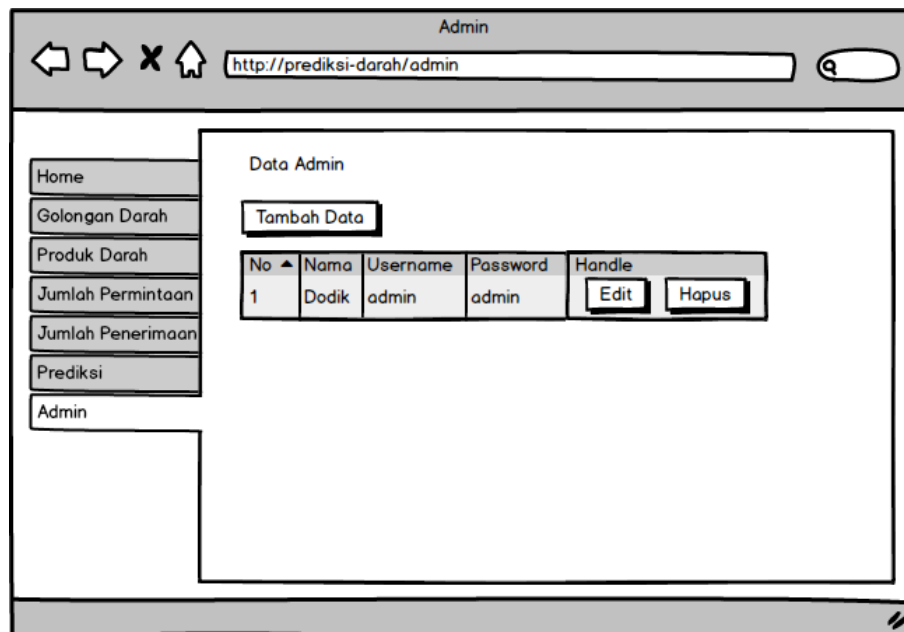 Admin
http://prediksi-darah/admin
Home
Golongan Darah
Produk Darah
Jumlah Permintaan
Jumlah Penerimaan
Prediksi
Admin
Data Admin
Tambah Data
No Nama Username Password Handle
1 Dodik admin admin Edit Hapus